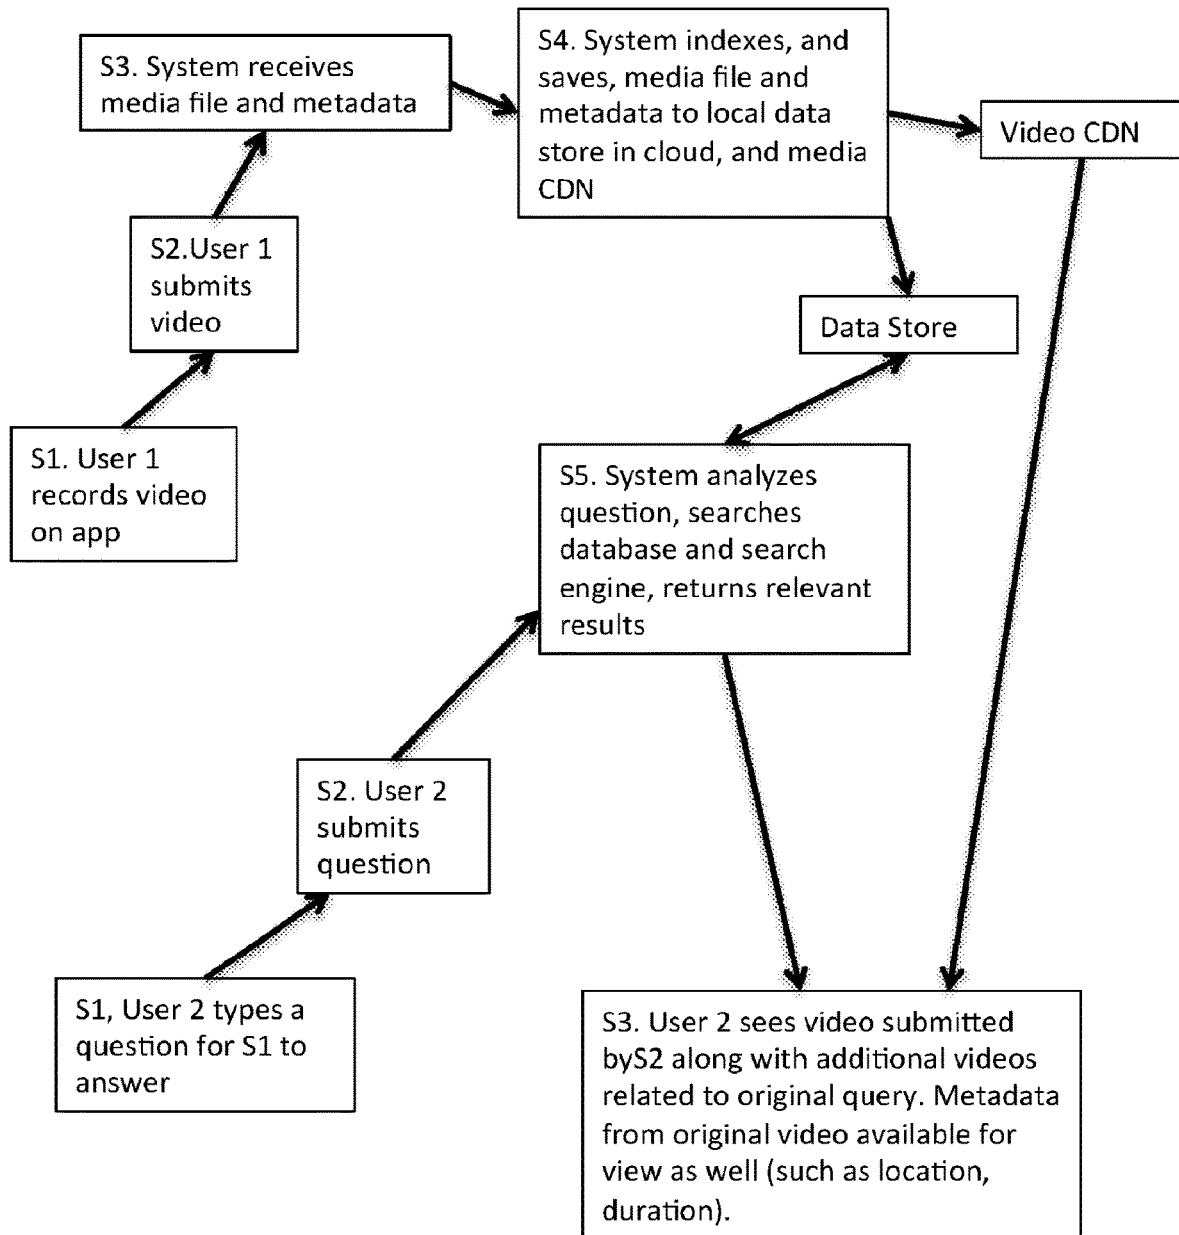 S3. System receives
media file and metadata
S4. System indexes, and
saves, media file and
metadata to local data
store in cloud, and media
CDN
Video CDN
S2.User 1
submits
video
Data Store
S1. User 1
records video
on app
S5. System analyzes
question, searches
database and search
engine, returns relevant
results
S2. User 2
submits
question
S1, User 2 types a
question for S1 to
answer
S3. User 2 sees video submitted
byS2 along with additional videos
related to original query. Metadata
from original video available for
view as well (such as location,
duration).